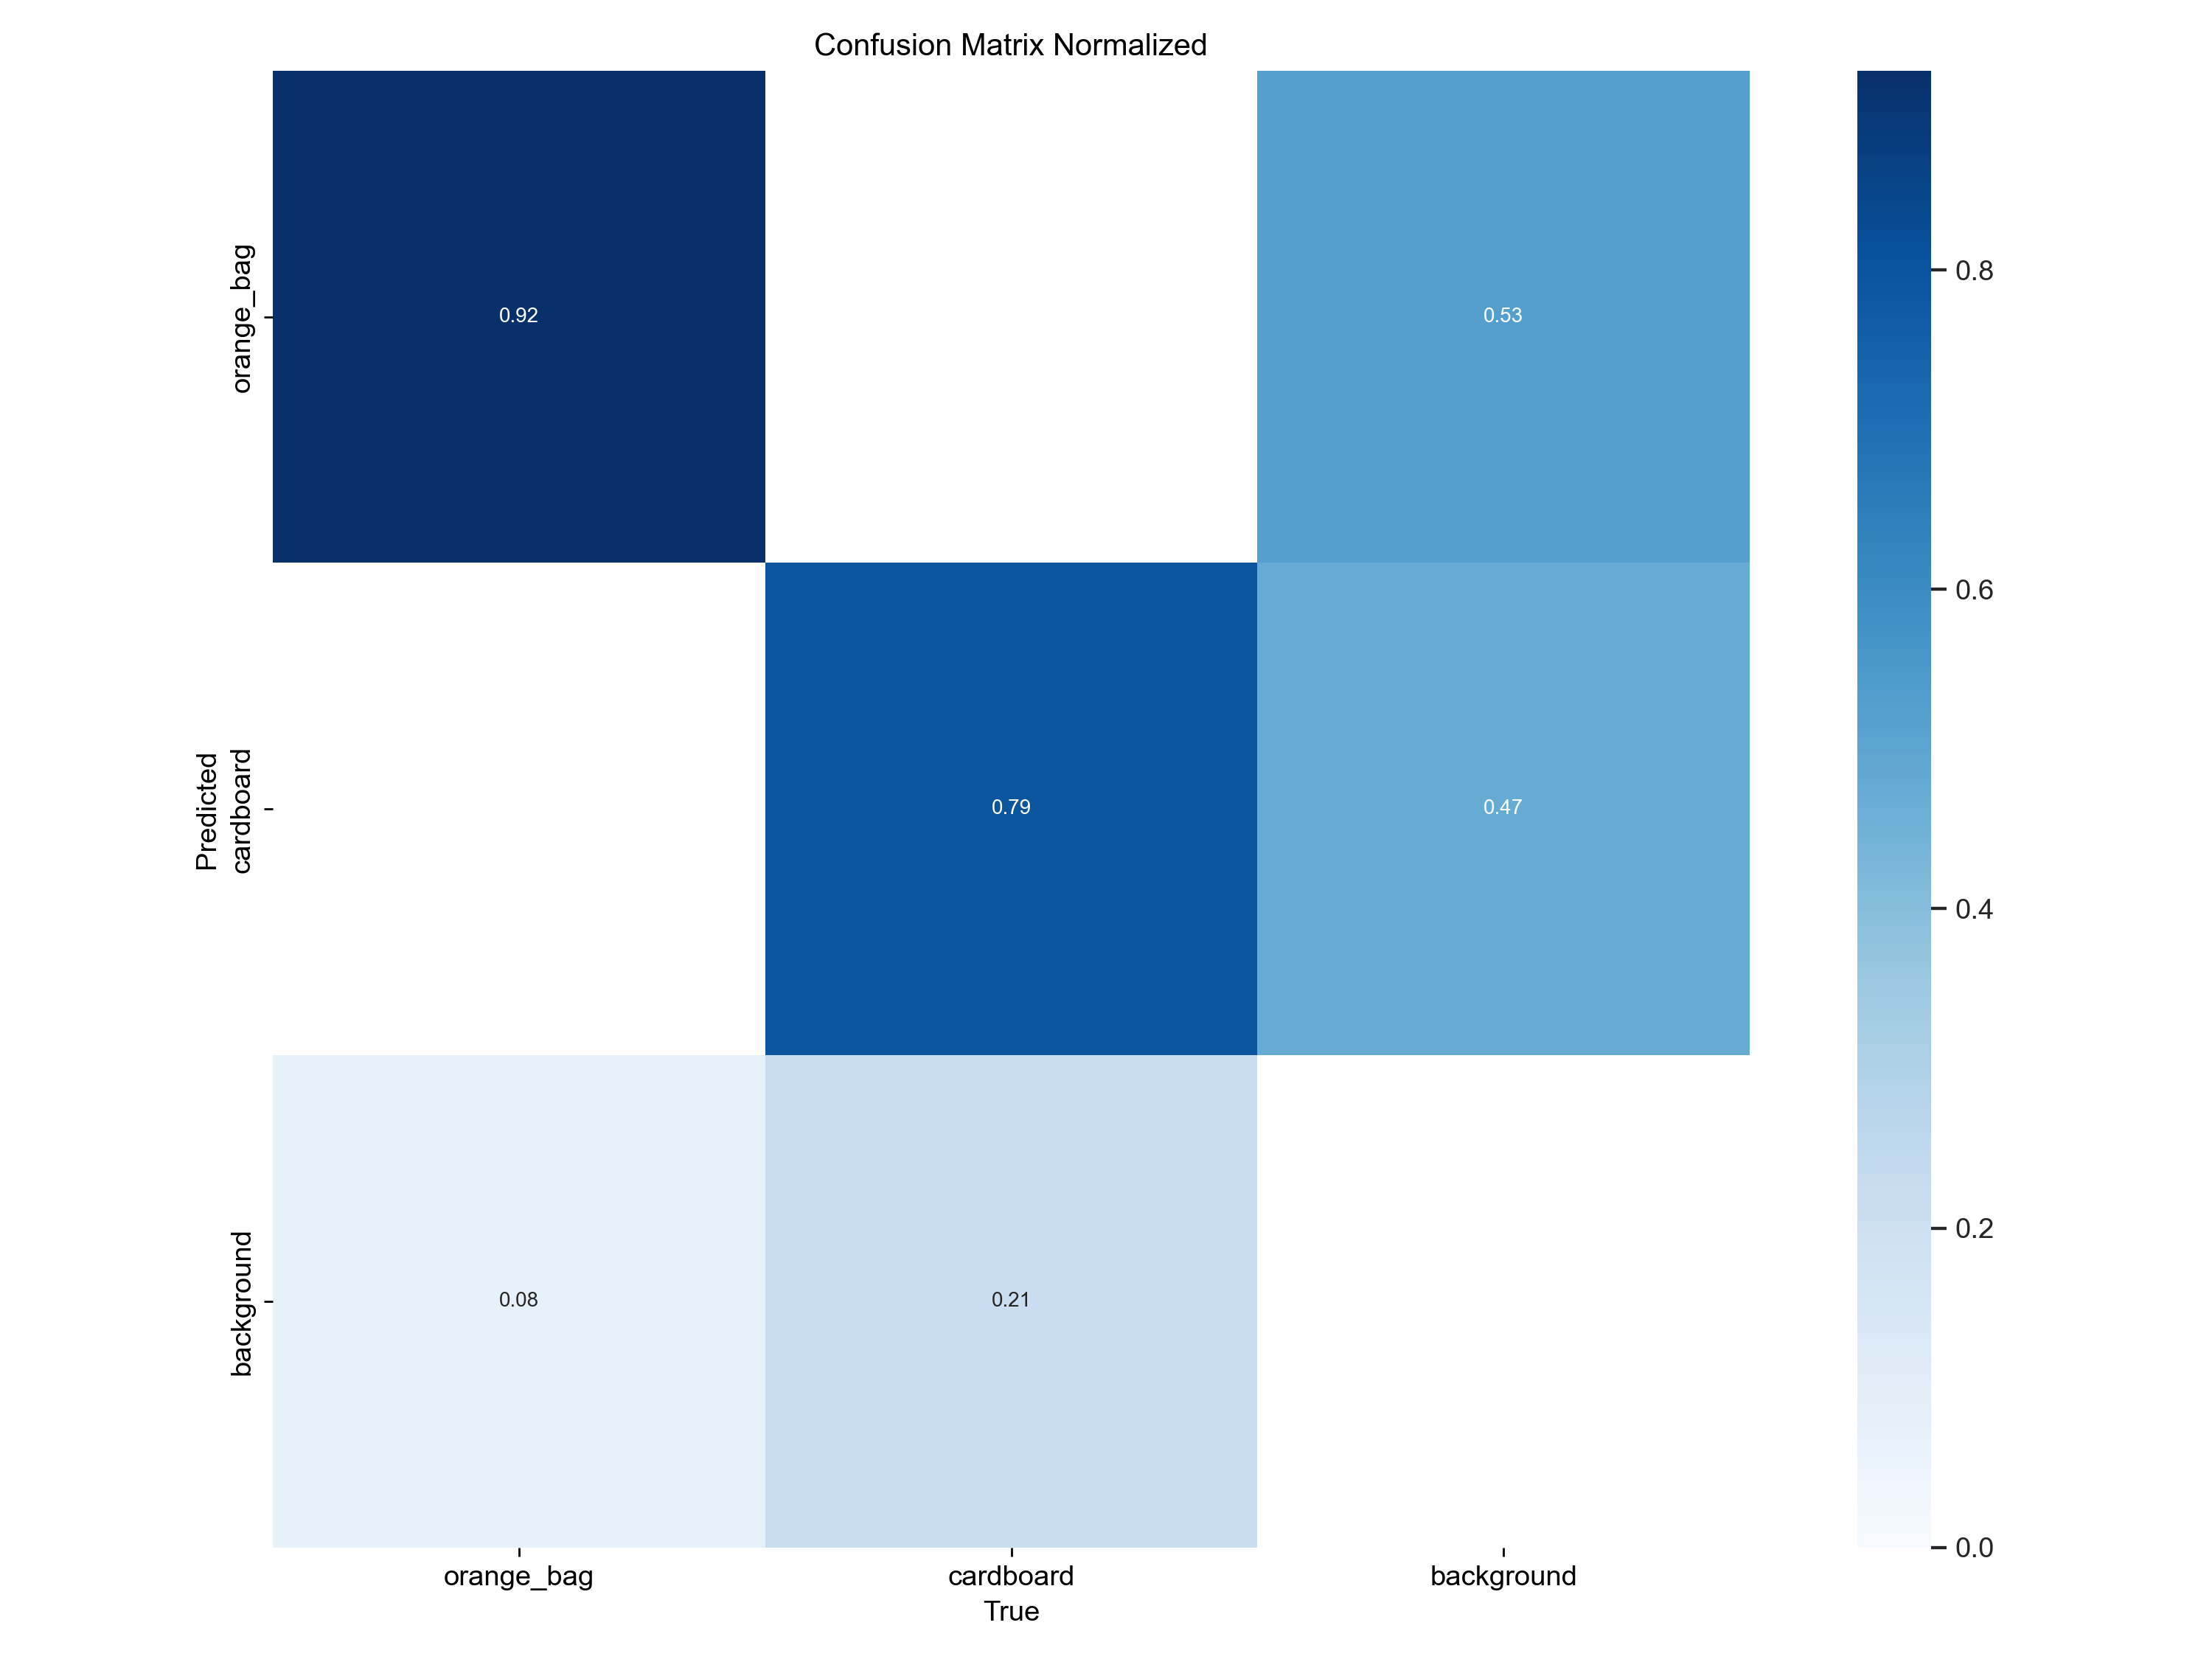 Confusion Matrix Normalized
orange_bag
0.92
0.53
0.8
0.6
Predicted
cardboard
0.79
0.47
0.4
background
0.08
0.21
0.2
0.0
orange_bag
cardboard
background
True